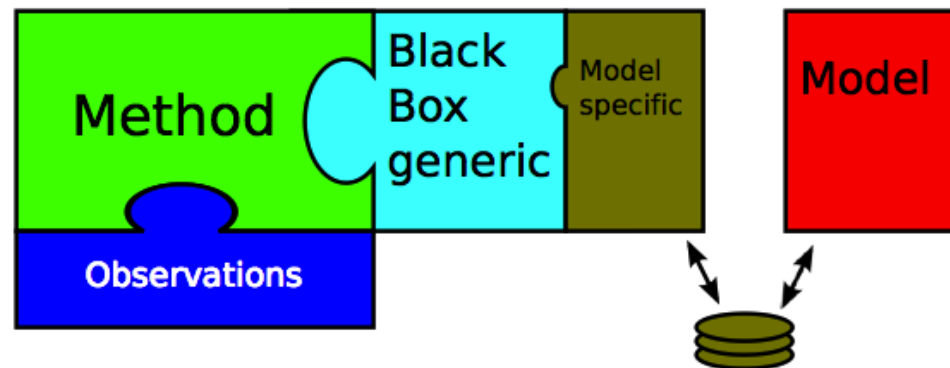 Method
Black
Box
generic
Model
specific
Model
Observations